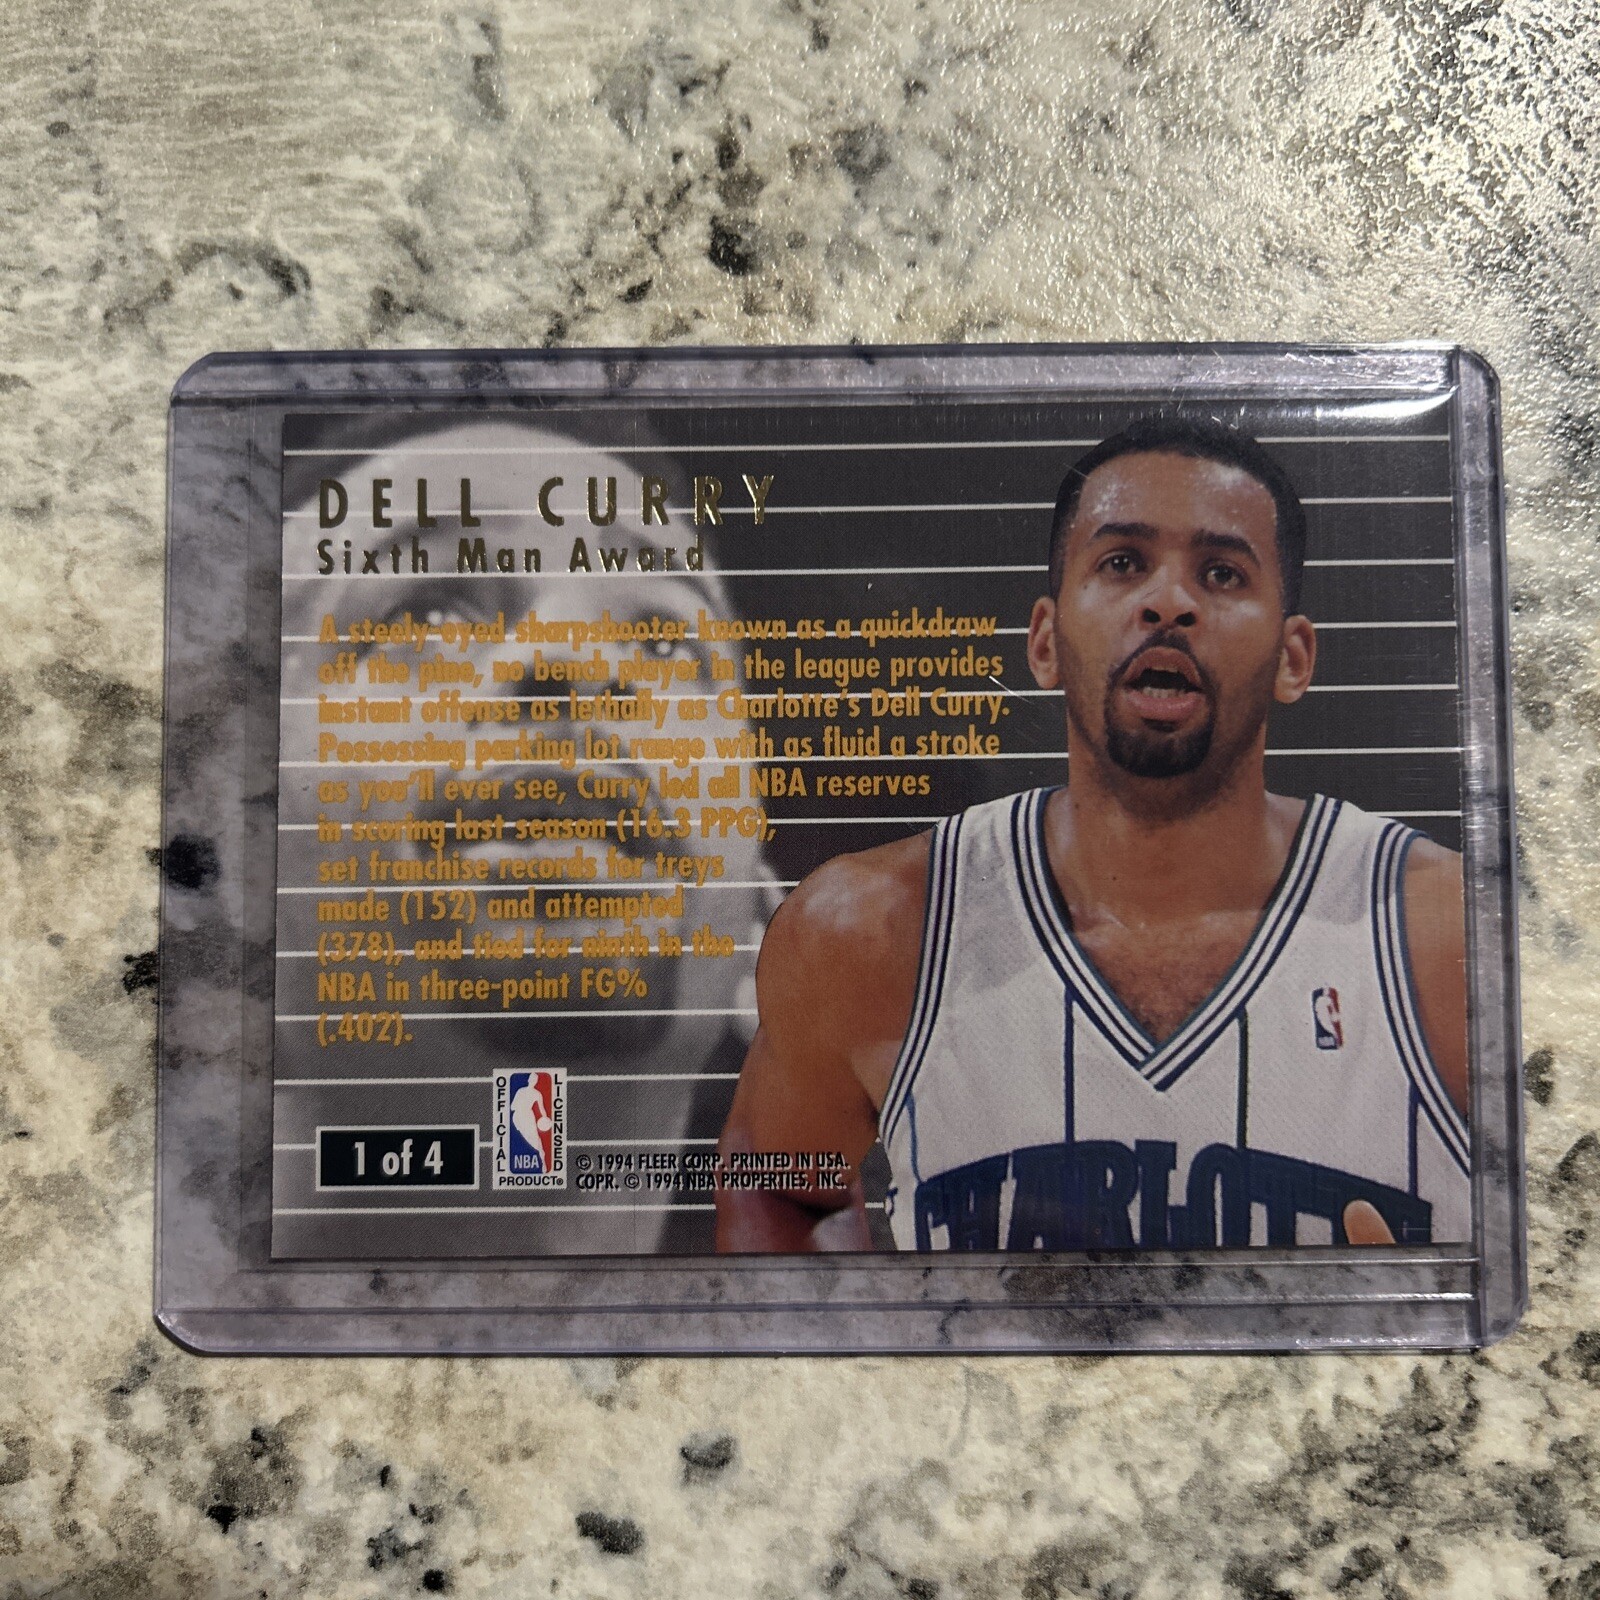 DELL CURRY
Sixth Man Award
A steely-eyed sharpshooter known as a quickdraw
off the pine, no bench player in the league provides
instant offense as lethally as Charlotte's Dell Curry.
Possessing parking lot range with as fluid a stroke
as you'll ever see, Curry led all NBA reserves
in scoring last season (16.3 PPG),
set franchise records for treys
made (152) and attempted
(378), and tied for ninth in the
NBA in three-point FG%
(.402).
1 of 4
OFFICIAL
LICENSED
NBA
PRODUCT®
© 1994 FLEER CORP. PRINTED IN USA.
COPR. © 1994 NBA PROPERTIES, INC.
NBA
CHARLOTTE